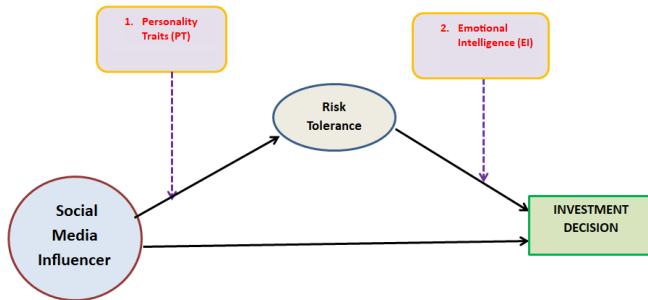 1. Personality
Traits (PT)
2. Emotional
Intelligence (EI)
Risk
Tolerance
Social
Media
Influencer
INVESTMENT
DECISION